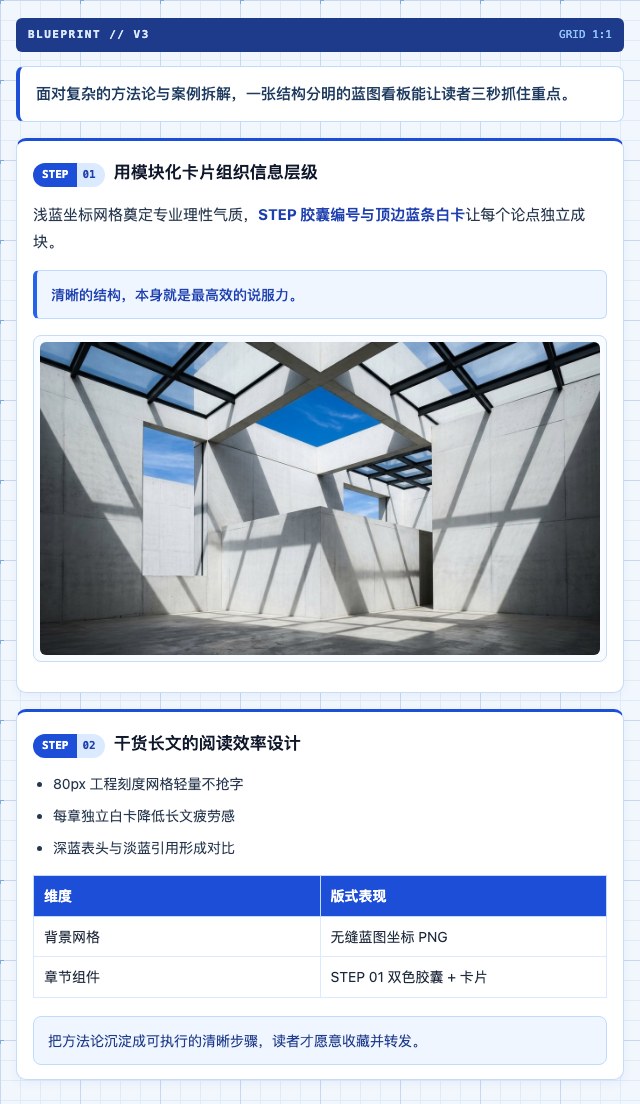 BLUEPRINT // V3
GRID 1:1
面对复杂的方法论与案例拆解，一张结构分明的蓝图看板能让读者三秒抓住重点。
STEP 01 用模块化卡片组织信息层级
浅蓝坐标网格奠定专业理性气质，STEP 胶囊编号与顶边蓝条白卡让每个论点独立成
块。
清晰的结构，本身就是最高效的说服力。
STEP 02 干货长文的阅读效率设计
• 80px 工程刻度网格轻量不抢字
• 每章独立白卡降低长文疲劳感
• 深蓝表头与淡蓝引用形成对比
维度 版式表现
背景网格 无缝蓝图坐标 PNG
章节组件 STEP 01 双色胶囊 + 卡片
把方法论沉淀成可执行的清晰步骤，读者才愿意收藏并转发。